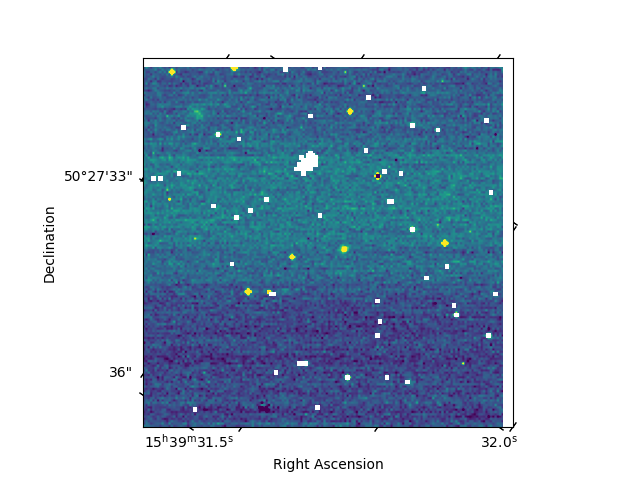 50°27'33"
Declination
36"
15ʰ39ᵐ31.5ˢ
32.0ˢ
Right Ascension